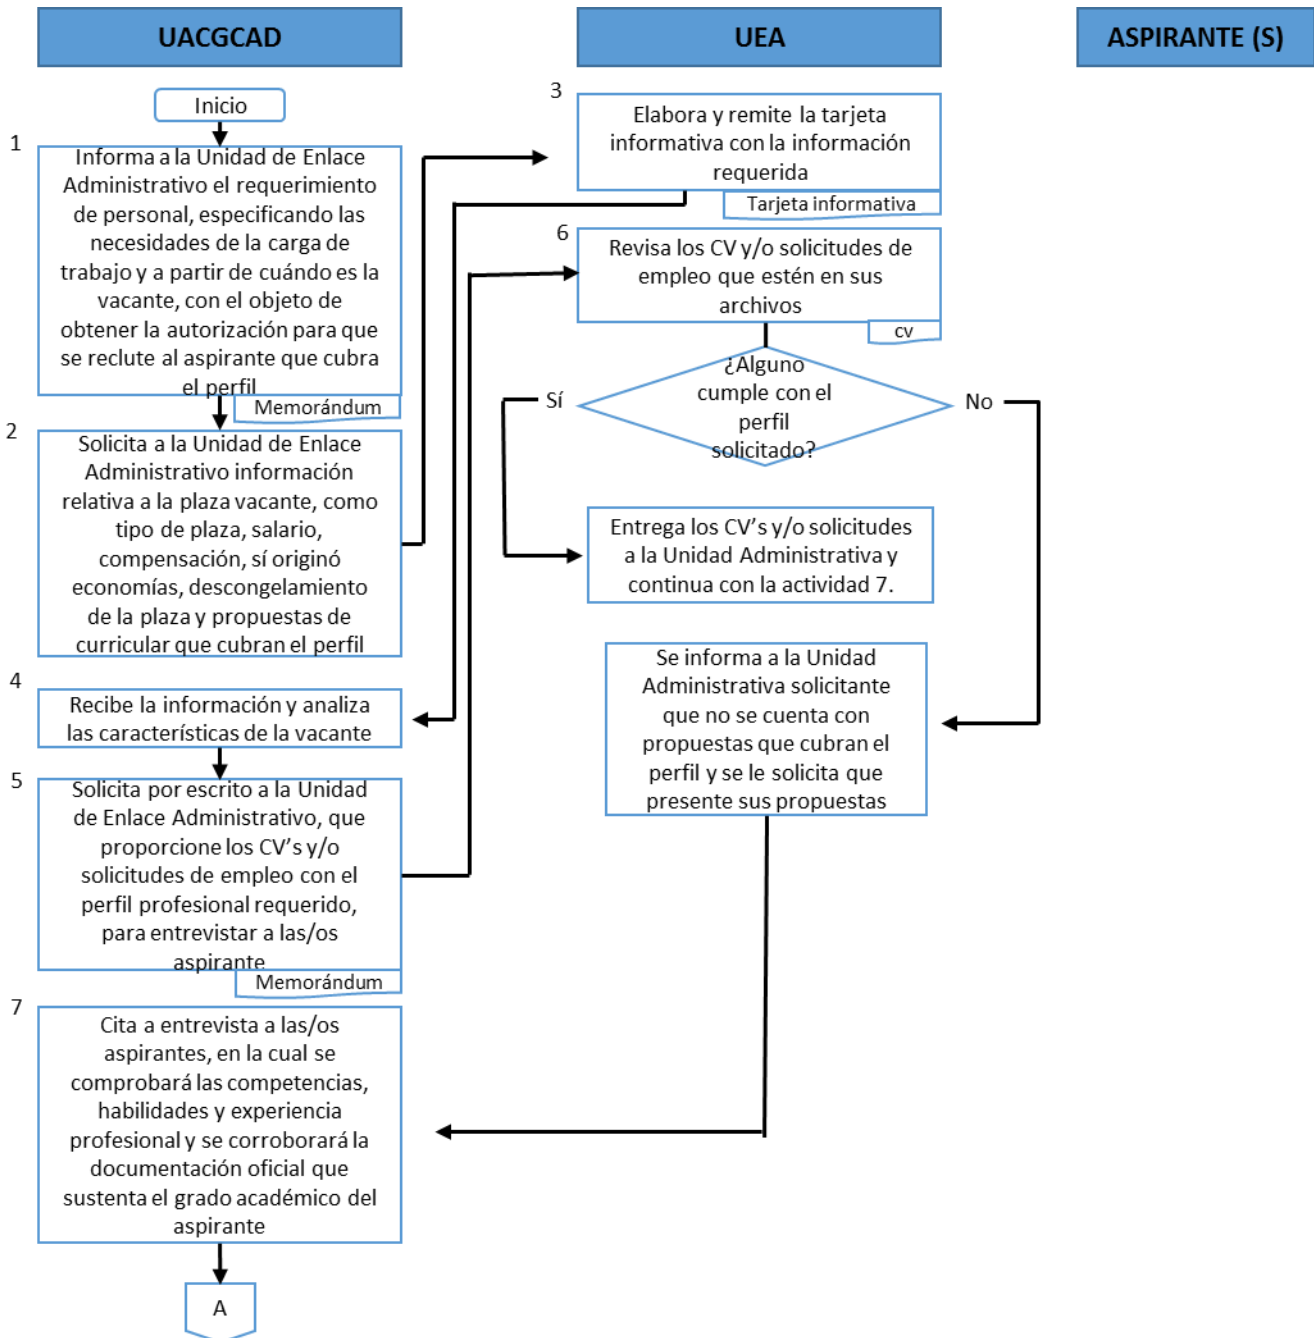 UACGCAD
UEA
ASPIRANTE (S)
Inicio
1
Informa a la Unidad de Enlace
Administrativo el requerimiento
de personal, especificando las
necesidades de la carga de
trabajo y a partir de cuándo es la
vacante, con el objeto de
obtener la autorización para que
se reclute al aspirante que cubra
el perfil
Memorándum
2
Solicita a la Unidad de Enlace
Administrativo información
relativa a la plaza vacante, como
tipo de plaza, salario,
compensación, sí originó
economías, descongelamiento
de la plaza y propuestas de
curricular que cubran el perfil
3
Elabora y remite la tarjeta
informativa con la información
requerida
Tarjeta informativa
4
Recibe la información y analiza
las características de la vacante
5
Solicita por escrito a la Unidad
de Enlace Administrativo, que
proporcione los CV’s y/o
solicitudes de empleo con el
perfil profesional requerido,
para entrevistar a las/os
aspirante
Memorándum
6
Revisa los CV y/o solicitudes de
empleo que estén en sus
archivos
cv
¿Alguno
cumple con el
perfil
solicitado?
Sí
No
Entrega los CV’s y/o solicitudes
a la Unidad Administrativa y
continua con la actividad 7.
Se informa a la Unidad
Administrativa solicitante
que no se cuenta con
propuestas que cubran el
perfil y se le solicita que
presente sus propuestas
7
Cita a entrevista a las/os
aspirantes, en la cual se
comprobará las competencias,
habilidades y experiencia
profesional y se corroborará la
documentación oficial que
sustenta el grado académico del
aspirante
A